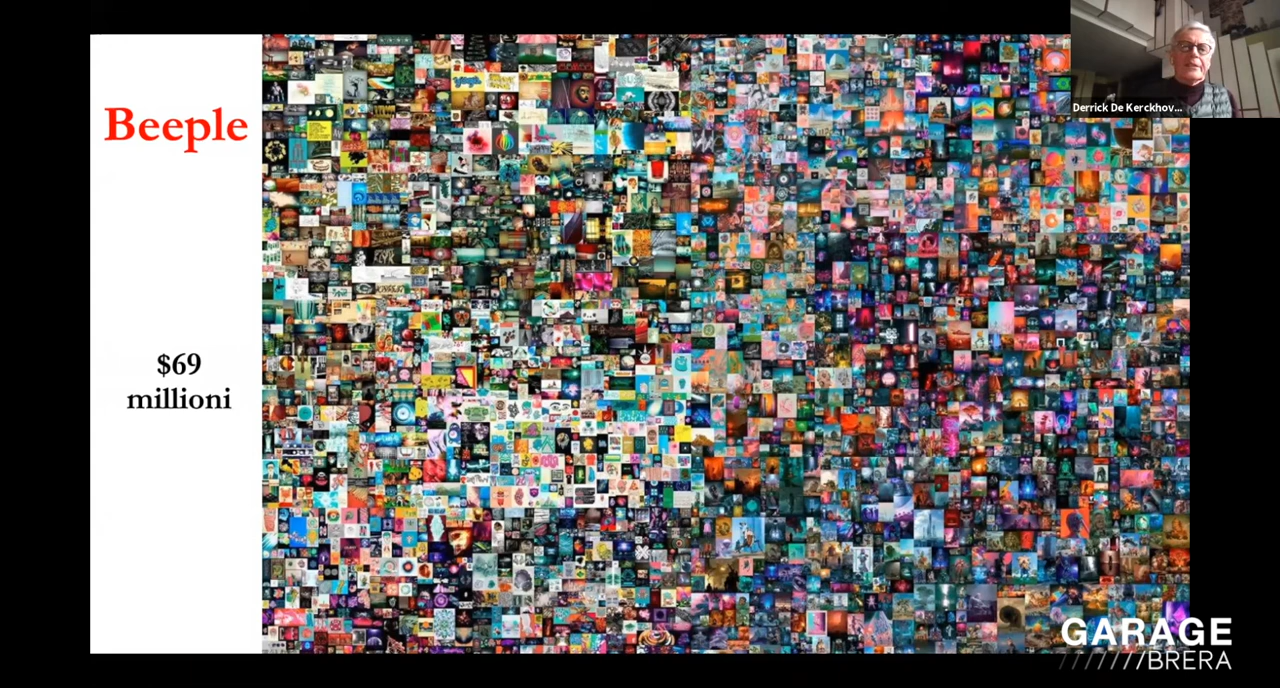 Beeple
$69
millioni
Derrick De Kerckhov...
GARAGE
///////BRERA